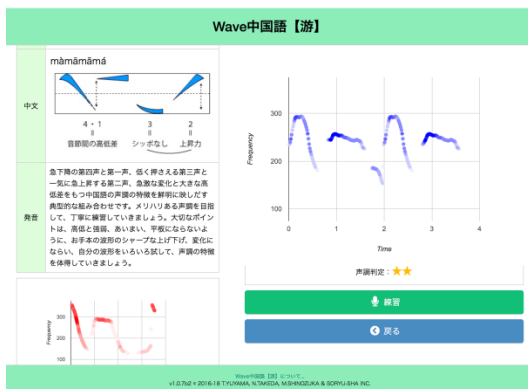 Wave中国語【游】
中文
màmāmāmá
4・1
3
2
音節間の高低差
シッポなし
上昇力
発音
急下降の第四声と第一声、低く押さえる第三声と
一気に急上昇する第二声、急激な変化と大きな高
低差をもつ中国語の声調の特徴を鮮明に映しだす
典型的な組み合わせです。メリハリある声調を目指
して、丁寧に練習していきましょう。大切なポイン
トは、高低と強弱、あいまい、平板にならないよ
うに、お手本の波形のシャープな上げ下げ、変化に
ならい、自分の波形をいろいろ試して、声調の特徴
を体得していきましょう。
Frequency
300
200
100
Frequency
300
240
200
100
0
1
2
3
4
Time
声調判定：★★
練習
戻る
Wave中国語【游】について...
v1.0.7b2 © 2016-18 T.YUYAMA, N.TAKEDA, M.SHINOZUKA & SORYU-SHA INC.